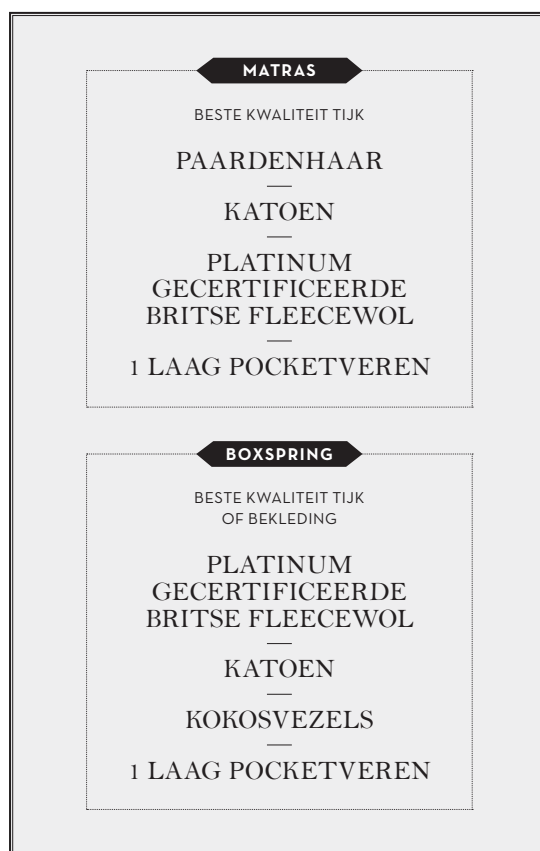 MATRAS
BESTE KWALITEIT TIJK
PAARDENHAAR
KATOEN
PLATINUM
GECERTIFICEERDE
BRITSE FLEECEWOL
1 LAAG POCKETVEREN
BOXSPRING
BESTE KWALITEIT TIJK
OF BEKLEDING
PLATINUM
GECERTIFICEERDE
BRITSE FLEECEWOL
KATOEN
KOKOSVEZELS
1 LAAG POCKETVEREN